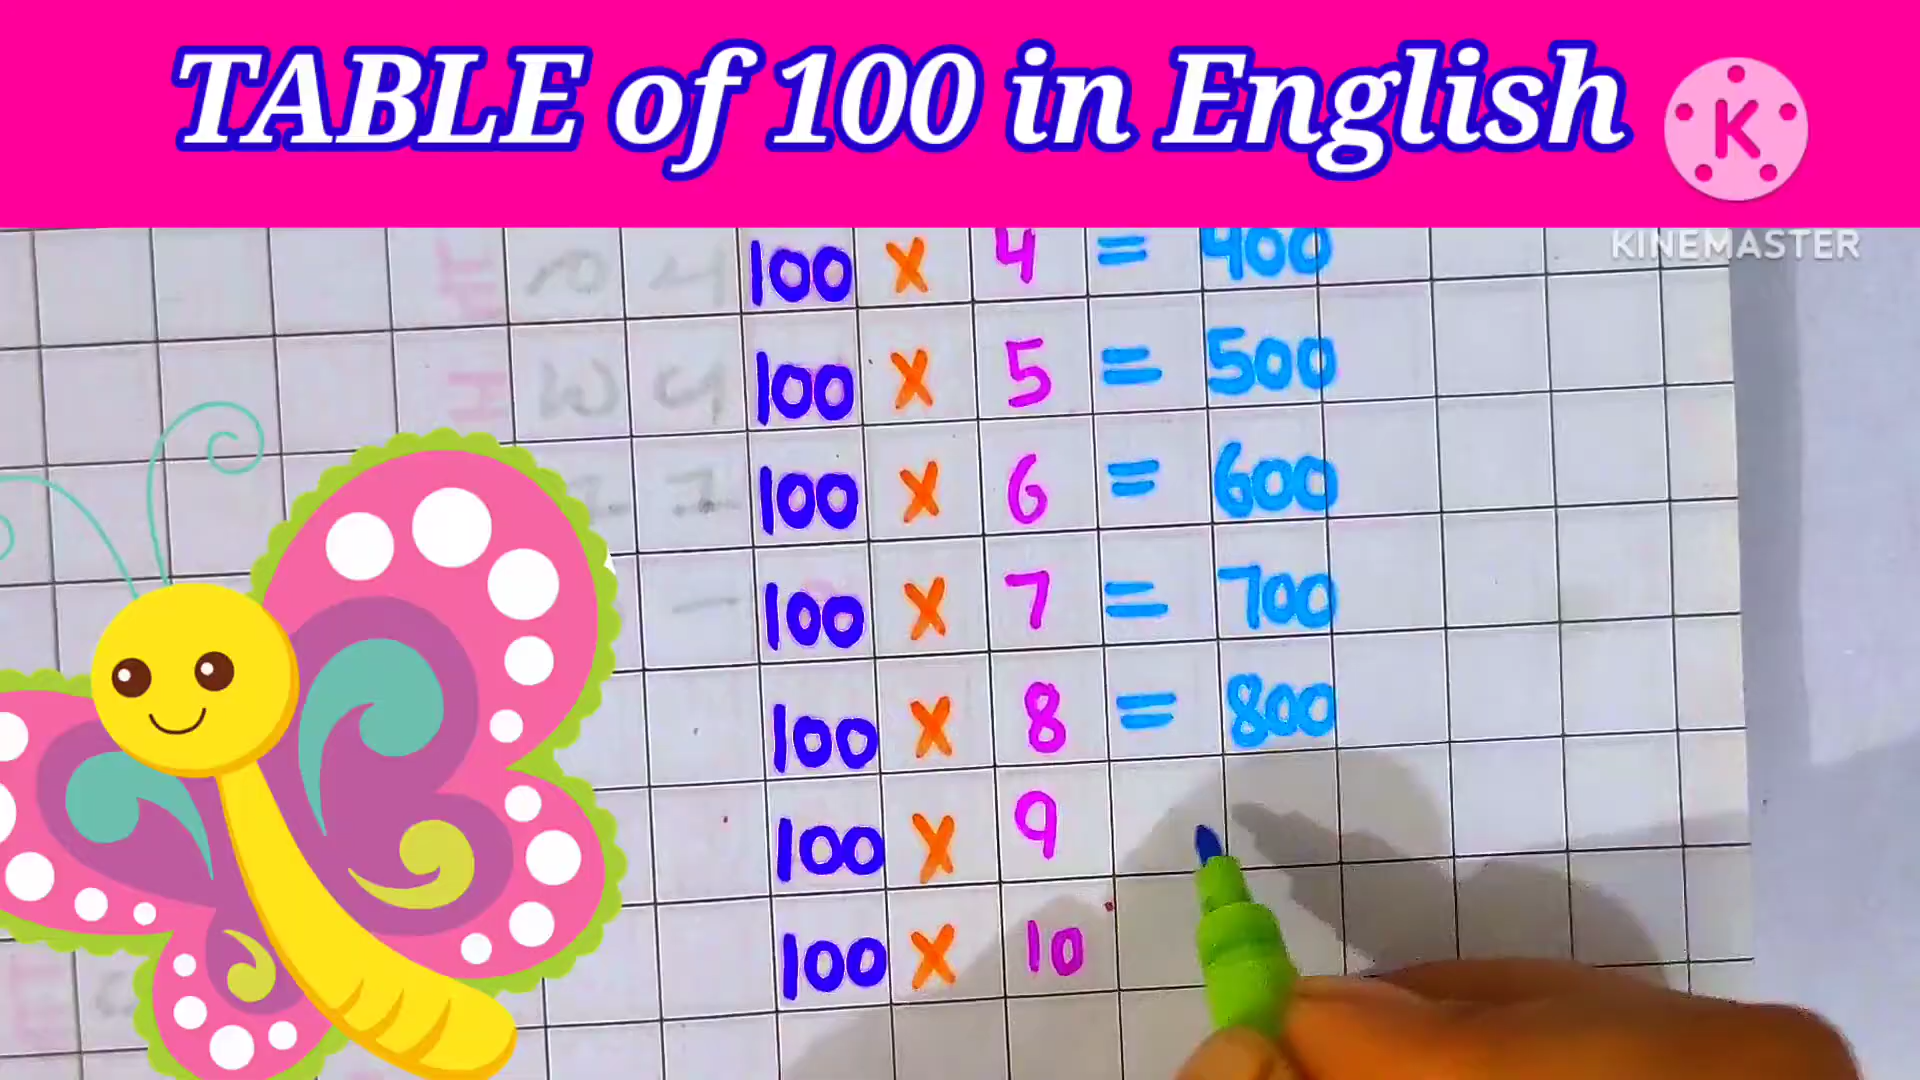 TABLE of 100 in English
K
KINEMASTER
100 x 4 = 400
100 x 5 = 500
100 x 6 = 600
100 x 7 = 700
100 x 8 = 800
100 x 9
100 x 10